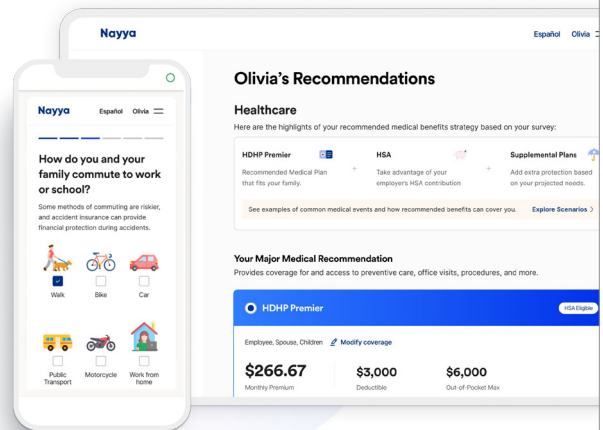 Nayya
Español Olivia
Olivia's Recommendations
Healthcare
Here are the highlights of your recommended medical benefits strategy based on your survey:
HDHP Premier
Recommended Medical Plan
that fits your family.
+
HSA
Take advantage of your
employer's HSA contribution
+
Supplemental Plans
Add extra protection based
on your projected needs.
See examples of common medical events and how recommended benefits can cover you. Explore Scenarios >
Your Major Medical Recommendation
Provides coverage for and access to preventive care, office visits, procedures, and more.
HDHP Premier
HSA Eligible
Employee, Spouse, Children Modify coverage
$266.67 $3,000 $6,000
Monthly Premium Deductible Out-of-Pocket Max
Nayya Español Olivia
How do you and your
family commute to work
or school?
Some methods of commuting are riskier,
and accident insurance can provide
financial protection during accidents.
Walk Bike Car
Public
Transport
Motorcycle
Work from
home